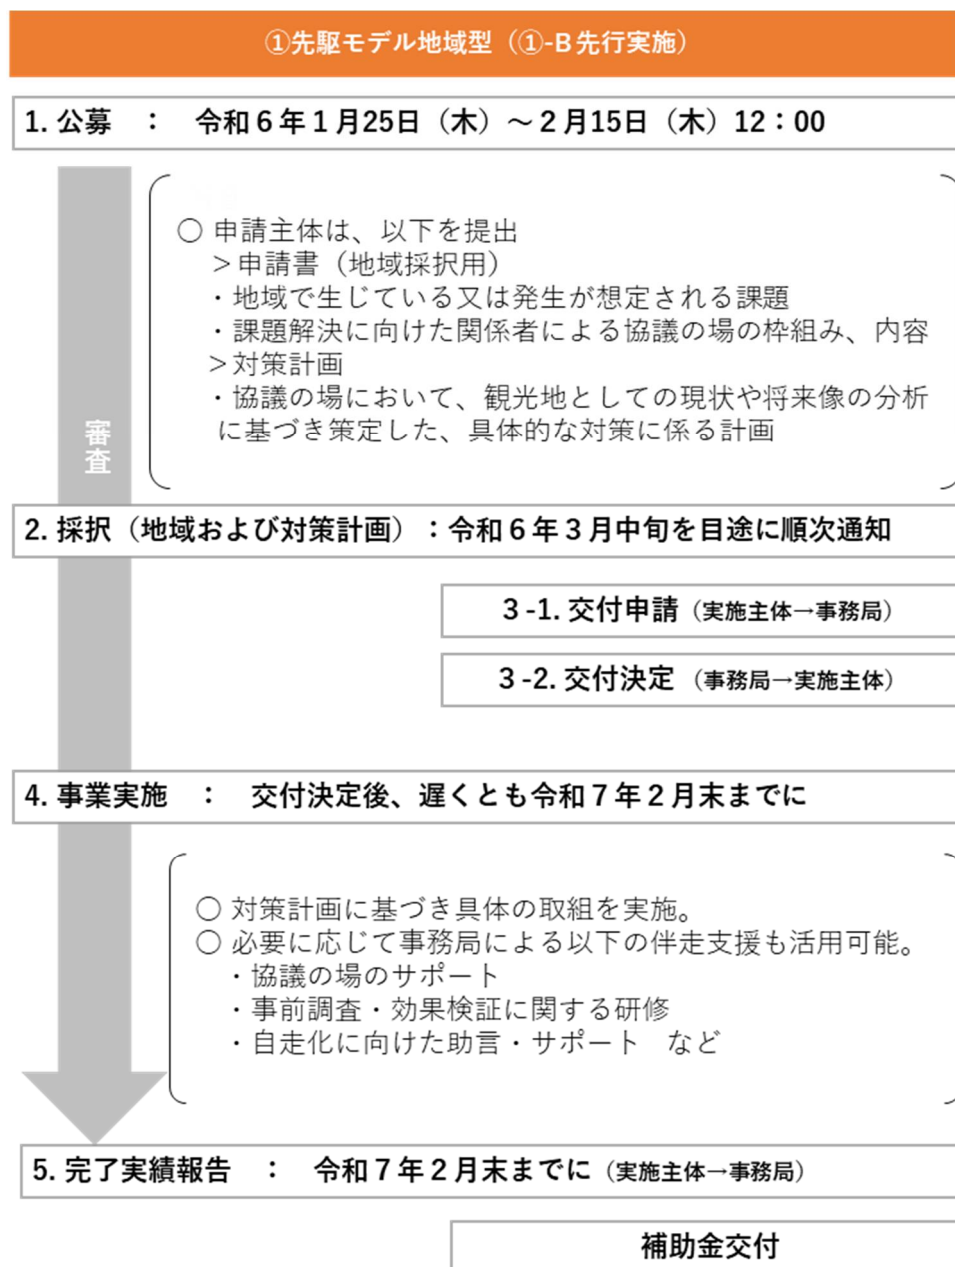 ①先駆モデル地域型（①-Ｂ先行実施）
1. 公募　：　令和６年１月25日（木）～２月15日（木）12：00
○ 申請主体は、以下を提出
＞申請書（地域採択用）
・地域で生じている又は発生が想定される課題
・課題解決に向けた関係者による協議の場の枠組み、内容
＞対策計画
・協議の場において、観光地としての現状や将来像の分析
に基づき策定した、具体的な対策に係る計画
審査
2. 採択（地域および対策計画）：令和６年３月中旬を目途に順次通知
３-1. 交付申請（実施主体→事務局）
３-2. 交付決定（事務局→実施主体）
4. 事業実施　：　交付決定後、遅くとも令和７年２月末までに
○ 対策計画に基づき具体の取組を実施。
○ 必要に応じて事務局による以下の伴走支援も活用可能。
・協議の場のサポート
・事前調査・効果検証に関する研修
・自走化に向けた助言・サポート　など
5. 完了実績報告　：　令和７年２月末までに（実施主体→事務局）
補助金交付